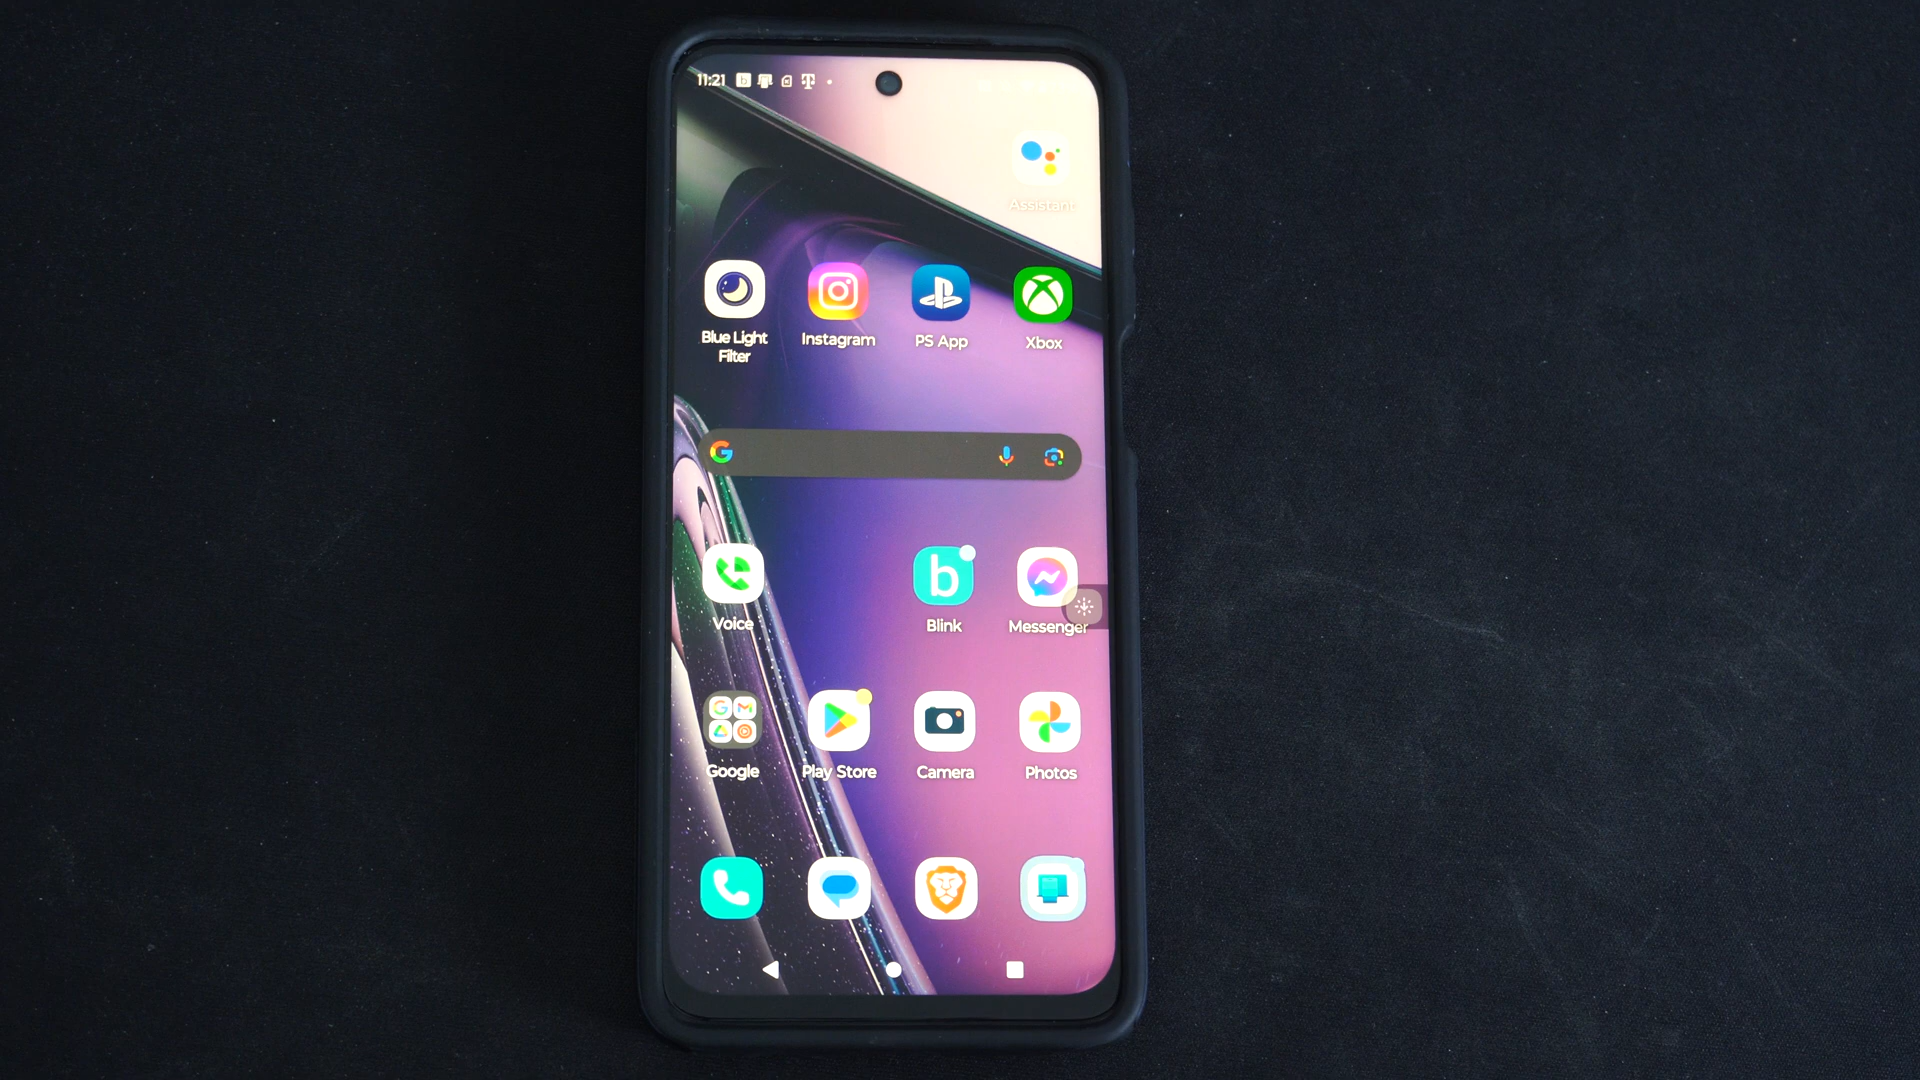 11:21
Assistant
Blue Light
Filter
Instagram
PS App
Xbox
Voice
b
Blink
Messenger
Google
Play Store
Camera
Photos